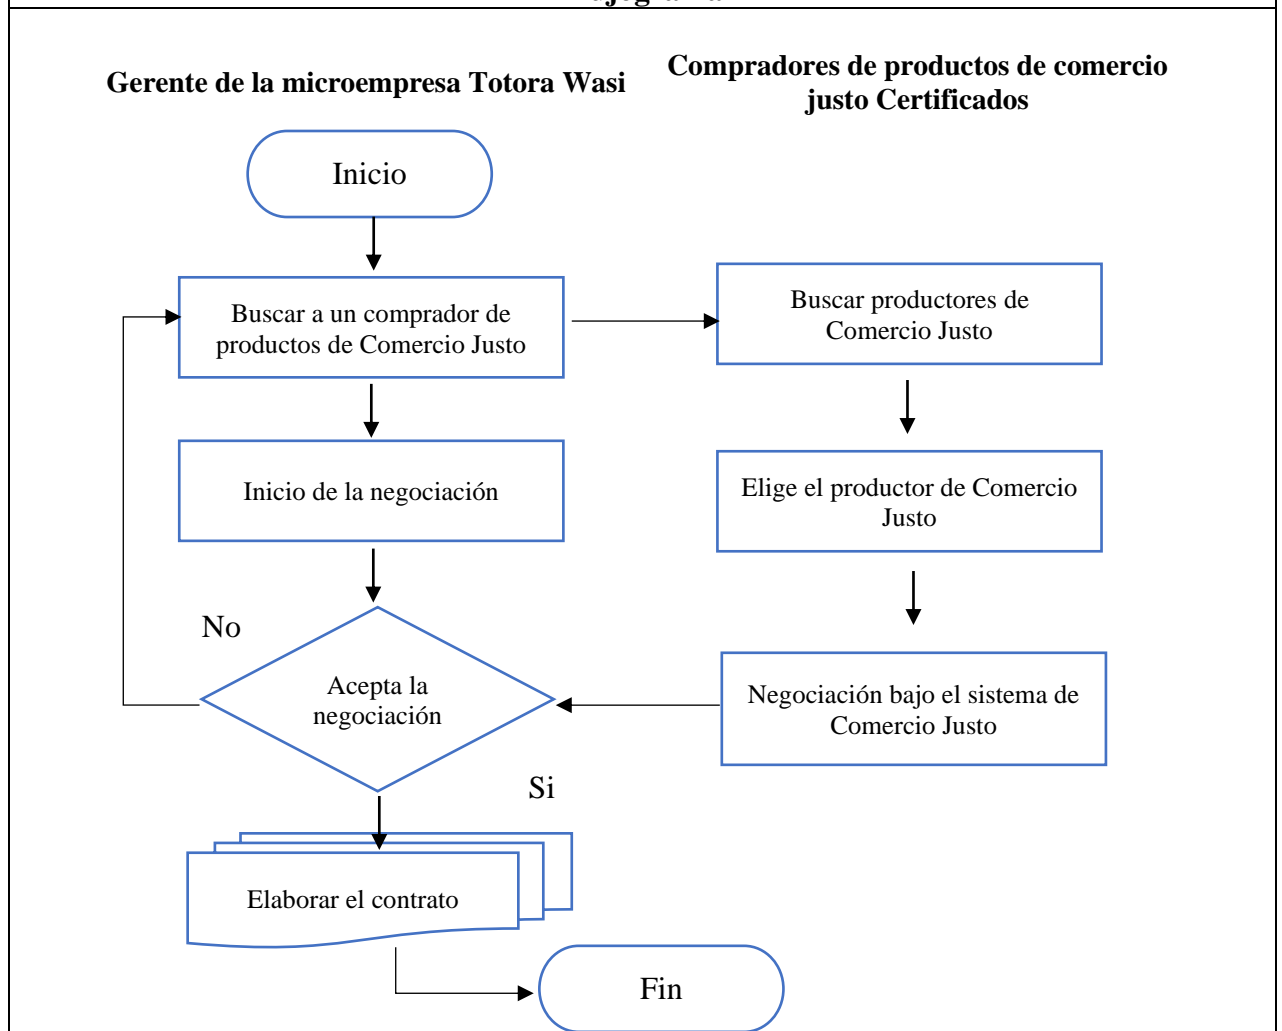 Gerente de la microempresa Totora Wasi
Compradores de productos de comercio
justo Certificados
Inicio
Buscar a un comprador de
productos de Comercio Justo
Buscar productores de
Comercio Justo
Inicio de la negociación
Elige el productor de Comercio
Justo
No
Acepta la
negociación
Negociación bajo el sistema de
Comercio Justo
Si
Elaborar el contrato
Fin